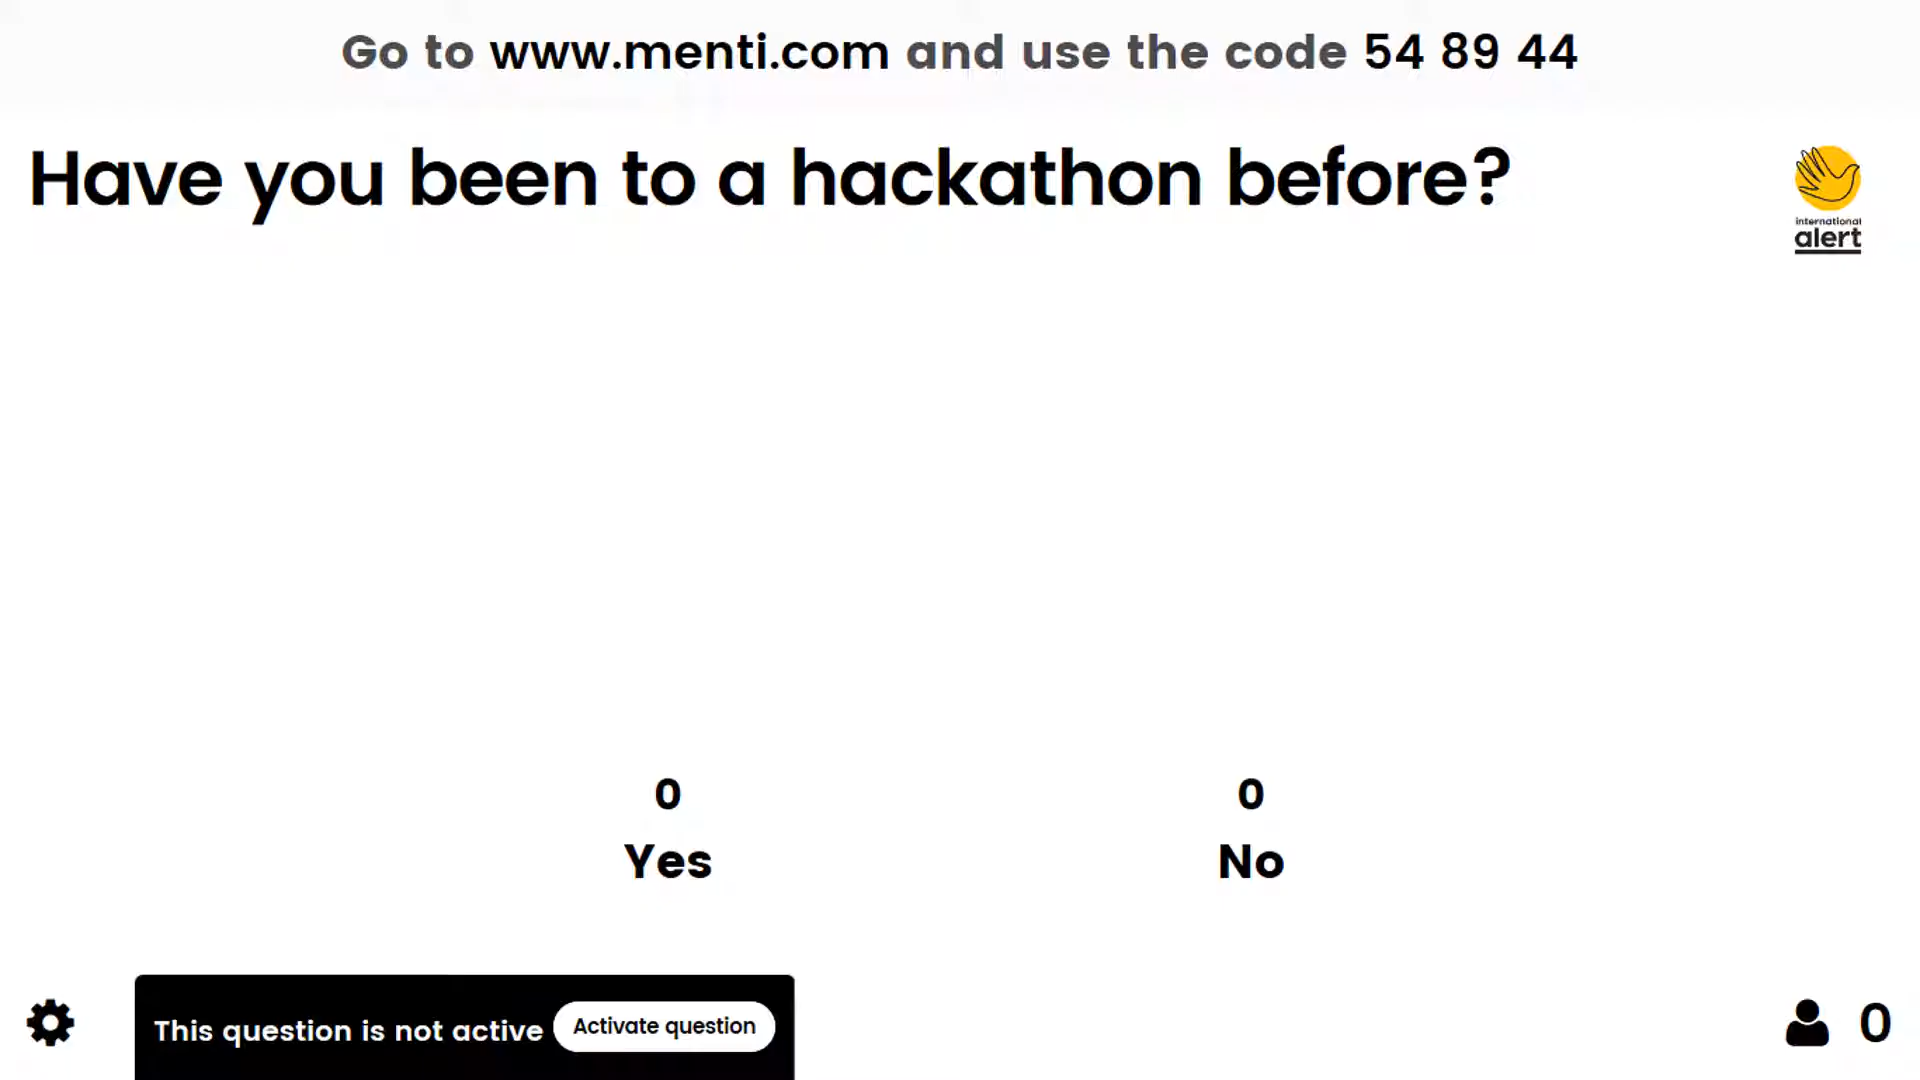 Go to www.menti.com and use the code 54 89 44
Have you been to a hackathon before?
international
alert
0
Yes
0
No
This question is not active
Activate question
0